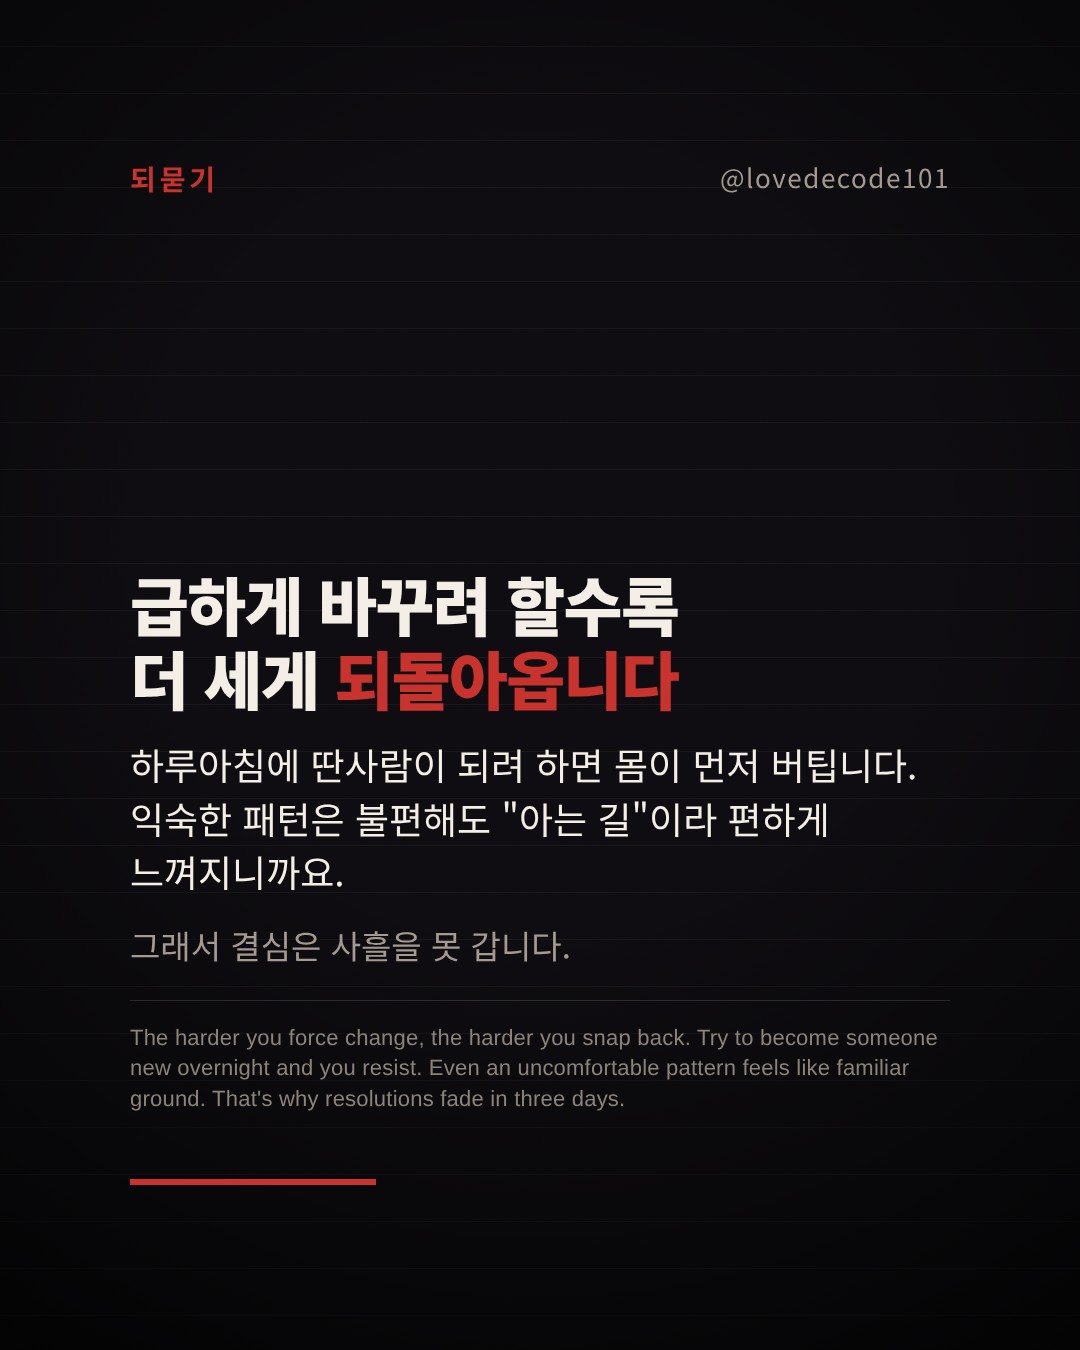 되묻기
@lovedecode101
급하게 바꾸려 할수록
더 세게 되돌아옵니다
하루아침에 딴사람이 되려 하면 몸이 먼저 버팁니다.
익숙한 패턴은 불편해도 "아는 길"이라 편하게
느껴지니까요.
그래서 결심은 사흘을 못 갑니다.
The harder you force change, the harder you snap back. Try to become someone
new overnight and you resist. Even an uncomfortable pattern feels like familiar
ground. That's why resolutions fade in three days.